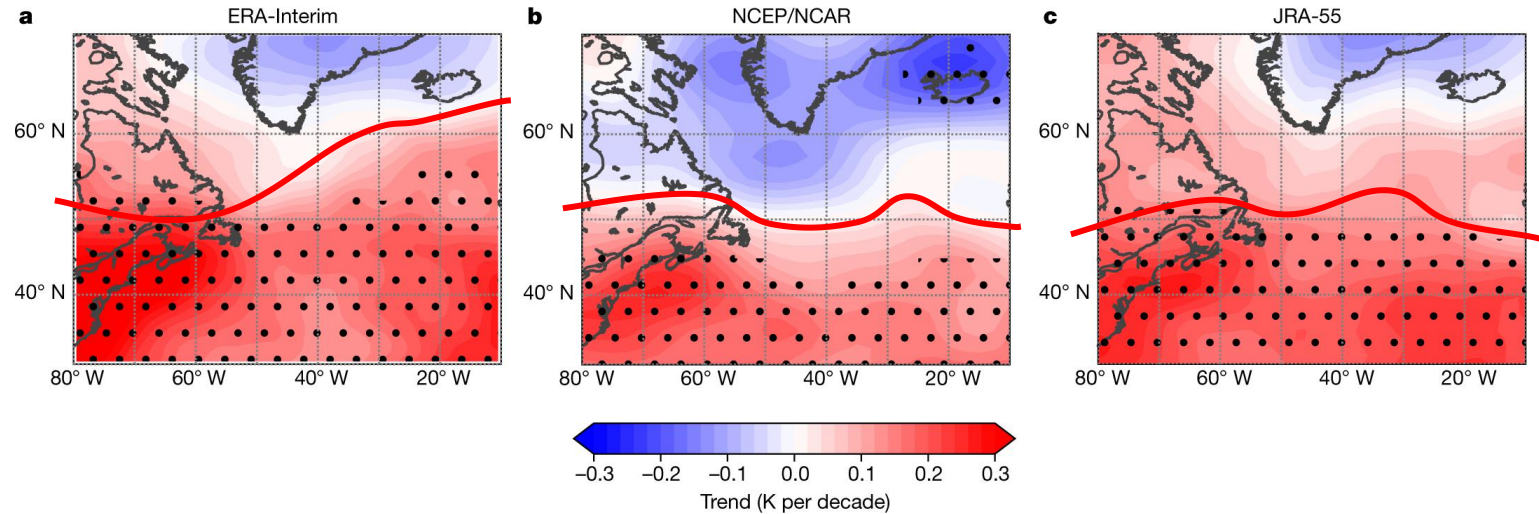 a ERA-Interim
b NCEP/NCAR
c JRA-55
60° N
40° N
80° W 60° W 40° W 20° W
60° N
40° N
80° W 60° W 40° W 20° W
60° N
40° N
80° W 60° W 40° W 20° W
−0.3 −0.2 −0.1 0.0 0.1 0.2 0.3
Trend (K per decade)